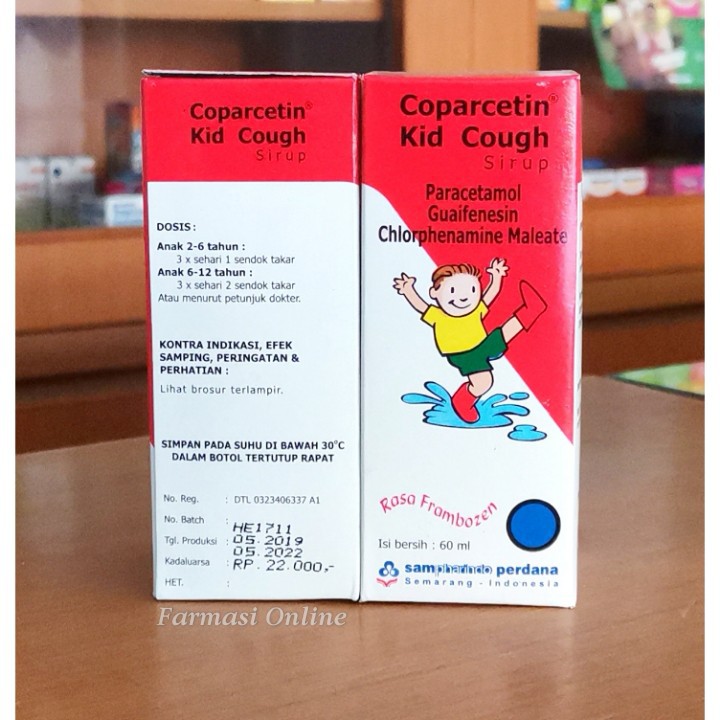 Coparcetin®
Kid Cough
Sirup
DOSIS :
Anak 2-6 tahun :
3 x sehari 1 sendok takar
Anak 6-12 tahun :
3 x sehari 2 sendok takar
Atau menurut petunjuk dokter.
KONTRA INDIKASI, EFEK
SAMPING, PERINGATAN &
PERHATIAN :
Lihat brosur terlampir.
SIMPAN PADA SUHU DI BAWAH 30°C
DALAM BOTOL TERTUTUP RAPAT
No. Reg. : DTL 0323406337 A1
No. Batch : HE1711
Tgl. Produksi : 05.2019
Kadaluarsa : 05.2022
HET. : RP. 22.000,-
Coparcetin®
Kid Cough
Sirup
Paracetamol
Guaifenesin
Chlorphenamine Maleate
Rasa Frambozen
Isi bersih : 60 ml
sampharindo perdana
Semarang - Indonesia
Farmasi Online